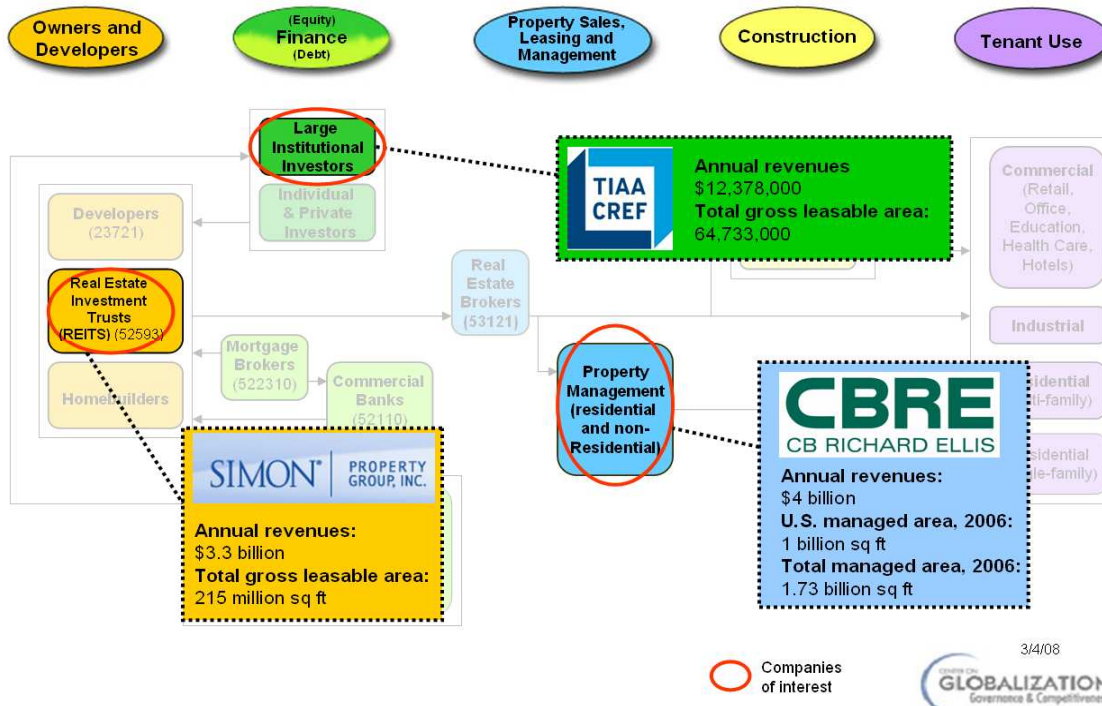 Owners and
Developers
(Equity)
Finance
(Debt)
Property Sales,
Leasing and
Management
Construction
Tenant Use
Large
Institutional
Investors
Individual
& Private
Investors
Developers
(23721)
Real Estate
Investment
Trusts
(REITS) (52593)
Homebuilders
Mortgage
Brokers
(522310)
Commercial
Banks
(52110)
Real
Estate
Brokers
(53121)
Property
Management
(residential
and non-
Residential)
TIAA
CREF
Annual revenues
$12,378,000
Total gross leasable area:
64,733,000
Commercial
(Retail,
Office,
Education,
Health Care,
Hotels)
Industrial
SIMON®
PROPERTY
GROUP, INC.
Annual revenues:
$3.3 billion
Total gross leasable area:
215 million sq ft
CBRE
CB RICHARD ELLIS
Annual revenues:
$4 billion
U.S. managed area, 2006:
1 billion sq ft
Total managed area, 2006:
1.73 billion sq ft
Companies
of interest
3/4/08
CENTER ON
GLOBALIZATION
Governance & Competitiveness